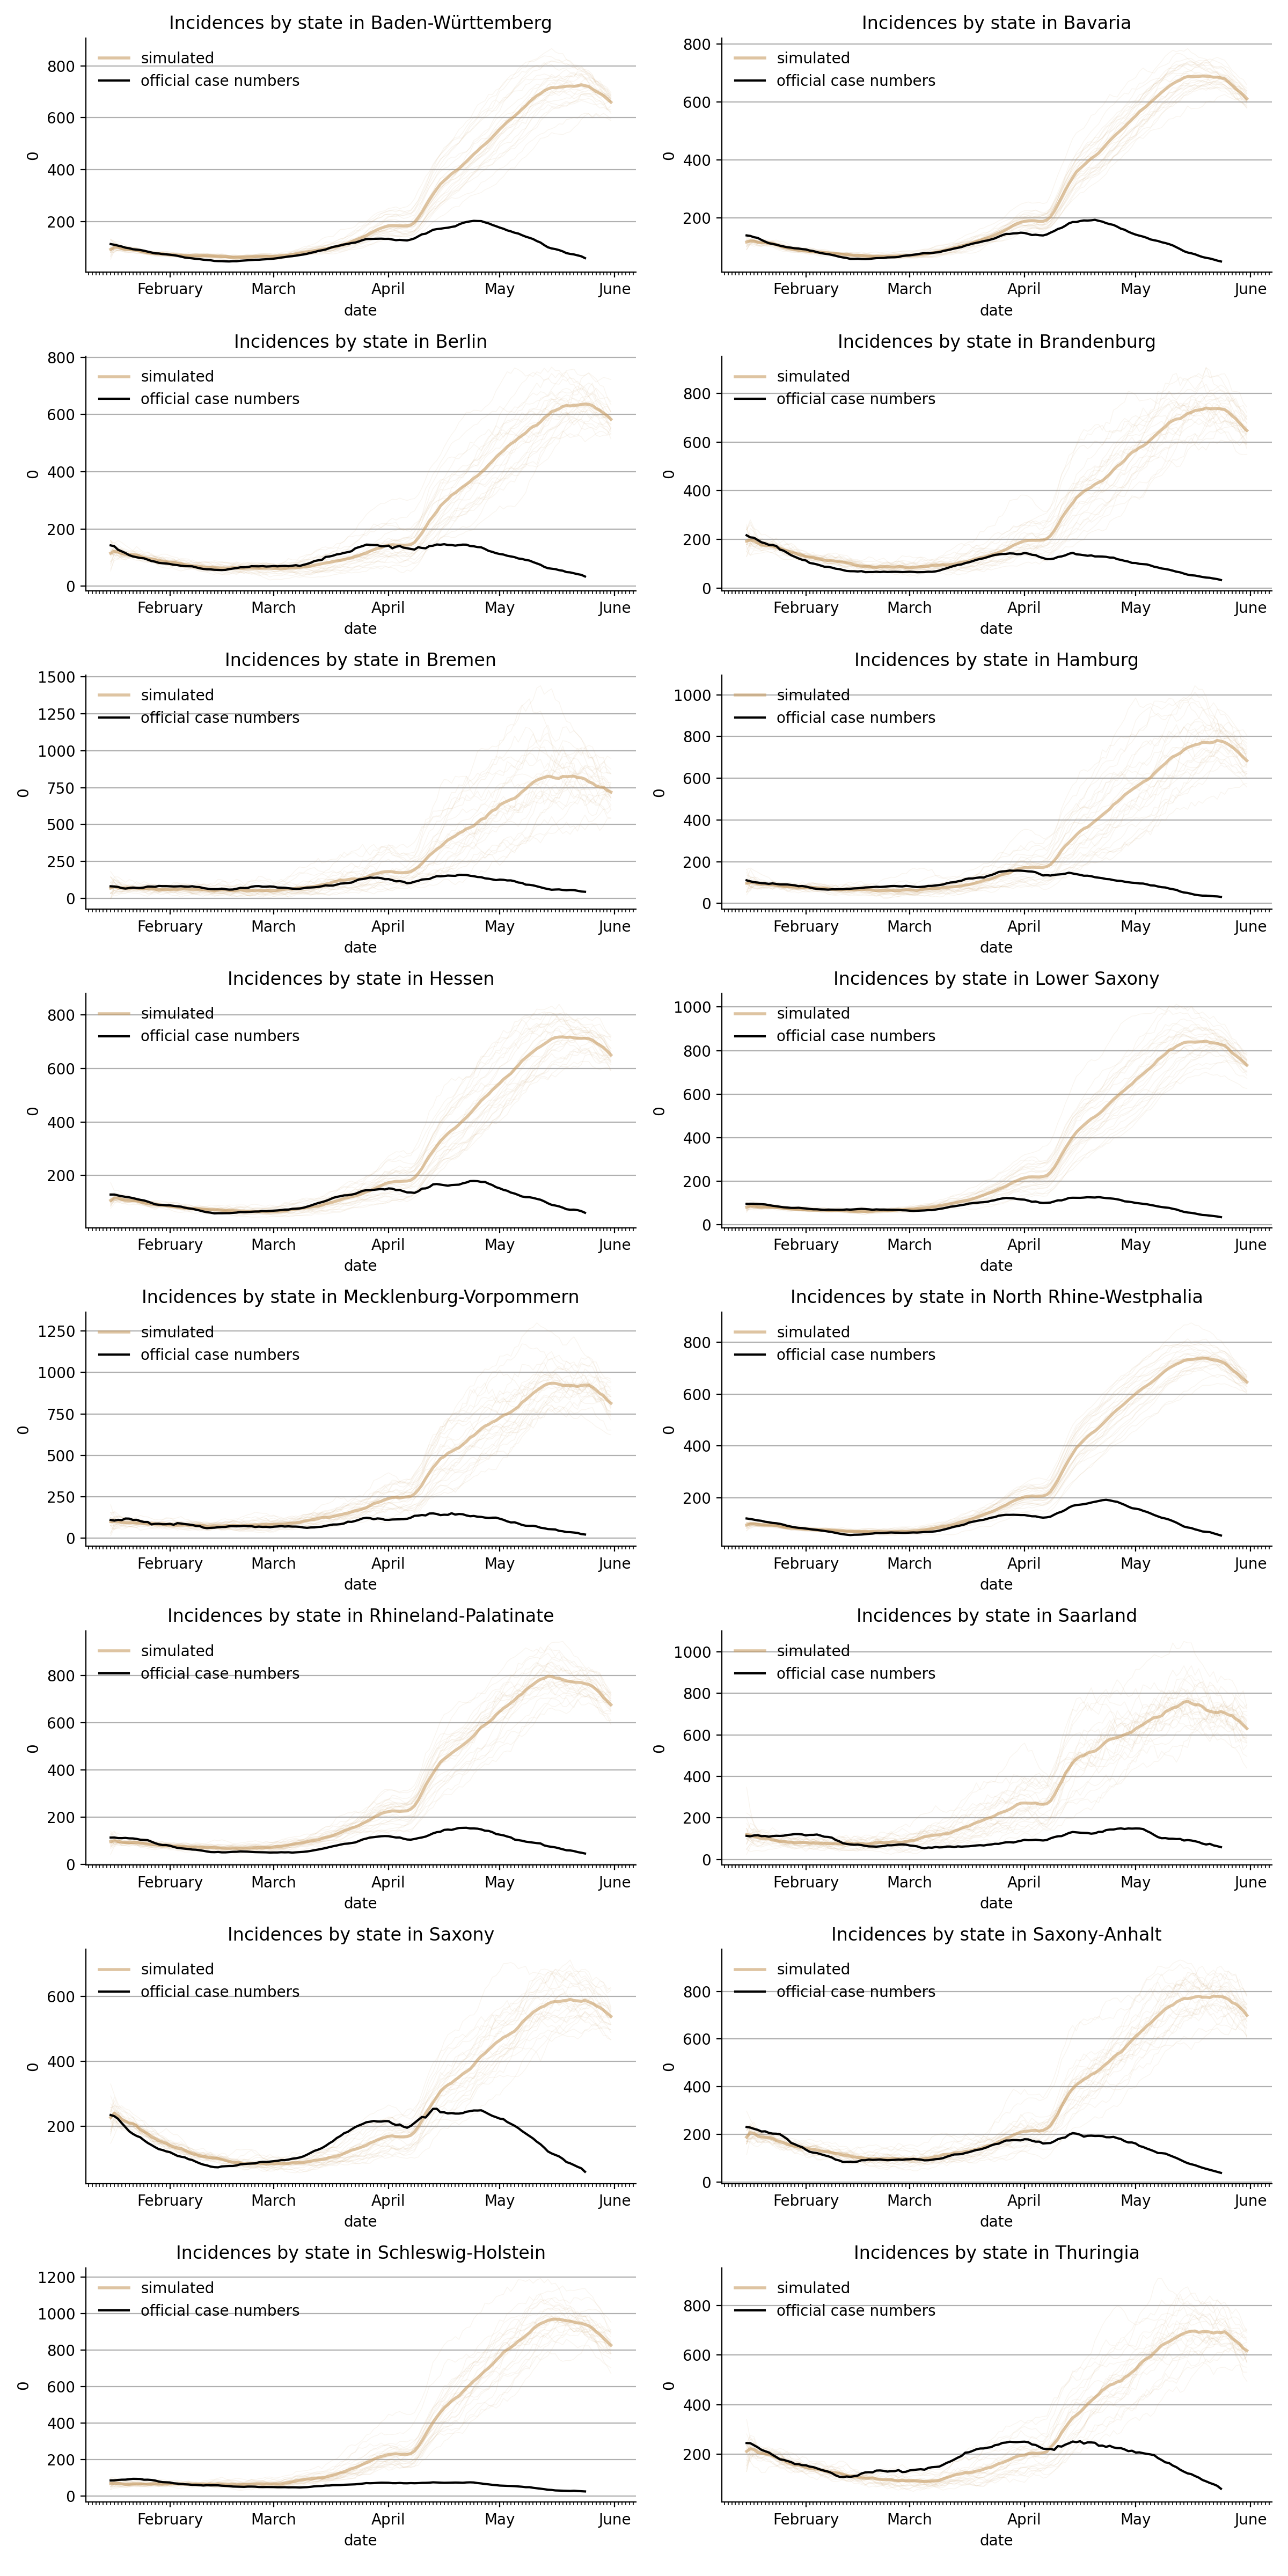 Incidences by state in Baden-Württemberg
simulated
official case numbers
800
600
400
200
0
February March April May June
date
Incidences by state in Bavaria
simulated
official case numbers
800
600
400
200
0
February March April May June
date
Incidences by state in Berlin
simulated
official case numbers
800
600
400
200
0
0
February March April May June
date
Incidences by state in Brandenburg
simulated
official case numbers
800
600
400
200
0
0
February March April May June
date
Incidences by state in Bremen
simulated
official case numbers
1500
1250
1000
750
500
250
0
0
February March April May June
date
Incidences by state in Hamburg
simulated
official case numbers
1000
800
600
400
200
0
0
February March April May June
date
Incidences by state in Hessen
simulated
official case numbers
800
600
400
200
0
February March April May June
date
Incidences by state in Lower Saxony
simulated
official case numbers
1000
800
600
400
200
0
0
February March April May June
date
Incidences by state in Mecklenburg-Vorpommern
simulated
official case numbers
1250
1000
750
500
250
0
0
February March April May June
date
Incidences by state in North Rhine-Westphalia
simulated
official case numbers
800
600
400
200
0
February March April May June
date
Incidences by state in Rhineland-Palatinate
simulated
official case numbers
800
600
400
200
0
0
February March April May June
date
Incidences by state in Saarland
simulated
official case numbers
1000
800
600
400
200
0
0
February March April May June
date
Incidences by state in Saxony
simulated
official case numbers
600
400
200
0
February March April May June
date
Incidences by state in Saxony-Anhalt
simulated
official case numbers
800
600
400
200
0
0
February March April May June
date
Incidences by state in Schleswig-Holstein
simulated
official case numbers
1200
1000
800
600
400
200
0
0
February March April May June
date
Incidences by state in Thuringia
simulated
official case numbers
800
600
400
200
0
February March April May June
date